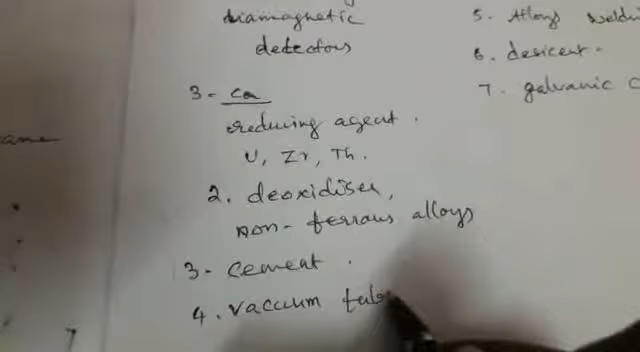 diamagnetic
detectors
3 - Ca
reducing agent.
U, Zr, Th.
2. deoxidiser,
non-ferrous alloys
3 - cement.
4. vaccum
5. Alloys
6. desicent.
7. galvanic
7